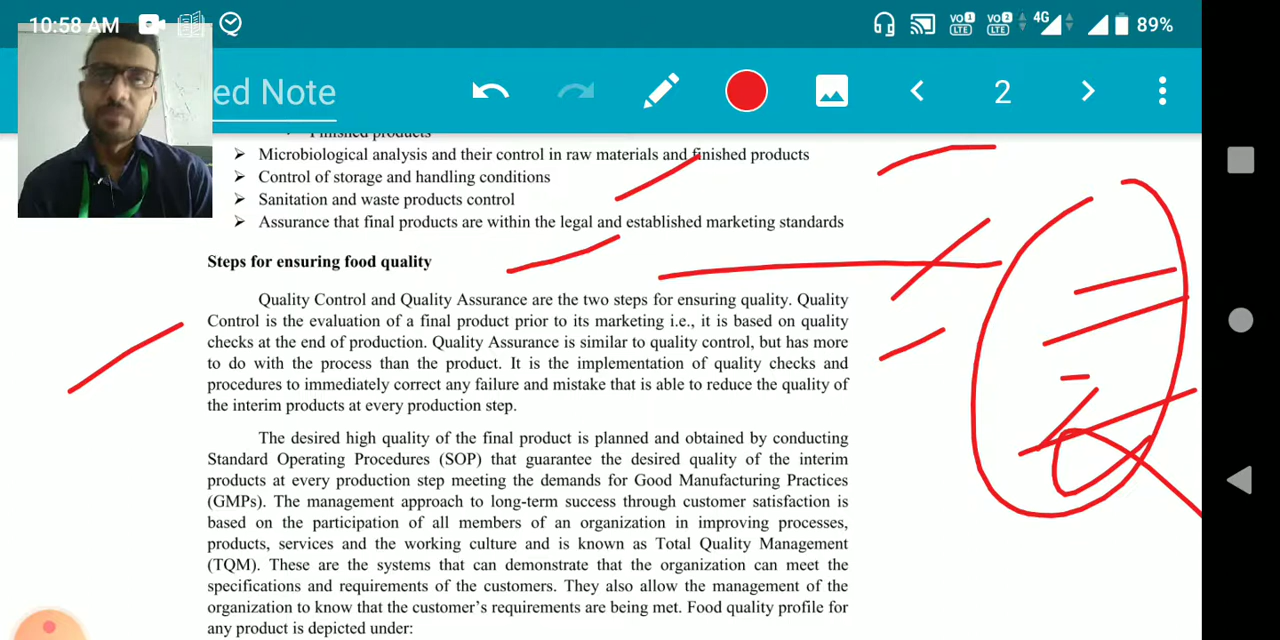 10:58 AM
VO 1 LTE VO 2 LTE 4G 89%
ed Note
2
Finished products
Microbiological analysis and their control in raw materials and finished products
Control of storage and handling conditions
Sanitation and waste products control
Assurance that final products are within the legal and established marketing standards
Steps for ensuring food quality
Quality Control and Quality Assurance are the two steps for ensuring quality. Quality
Control is the evaluation of a final product prior to its marketing i.e., it is based on quality
checks at the end of production. Quality Assurance is similar to quality control, but has more
to do with the process than the product. It is the implementation of quality checks and
procedures to immediately correct any failure and mistake that is able to reduce the quality of
the interim products at every production step.
The desired high quality of the final product is planned and obtained by conducting
Standard Operating Procedures (SOP) that guarantee the desired quality of the interim
products at every production step meeting the demands for Good Manufacturing Practices
(GMPs). The management approach to long-term success through customer satisfaction is
based on the participation of all members of an organization in improving processes,
products, services and the working culture and is known as Total Quality Management
(TQM). These are the systems that can demonstrate that the organization can meet the
specifications and requirements of the customers. They also allow the management of the
organization to know that the customer's requirements are being met. Food quality profile for
any product is depicted under: